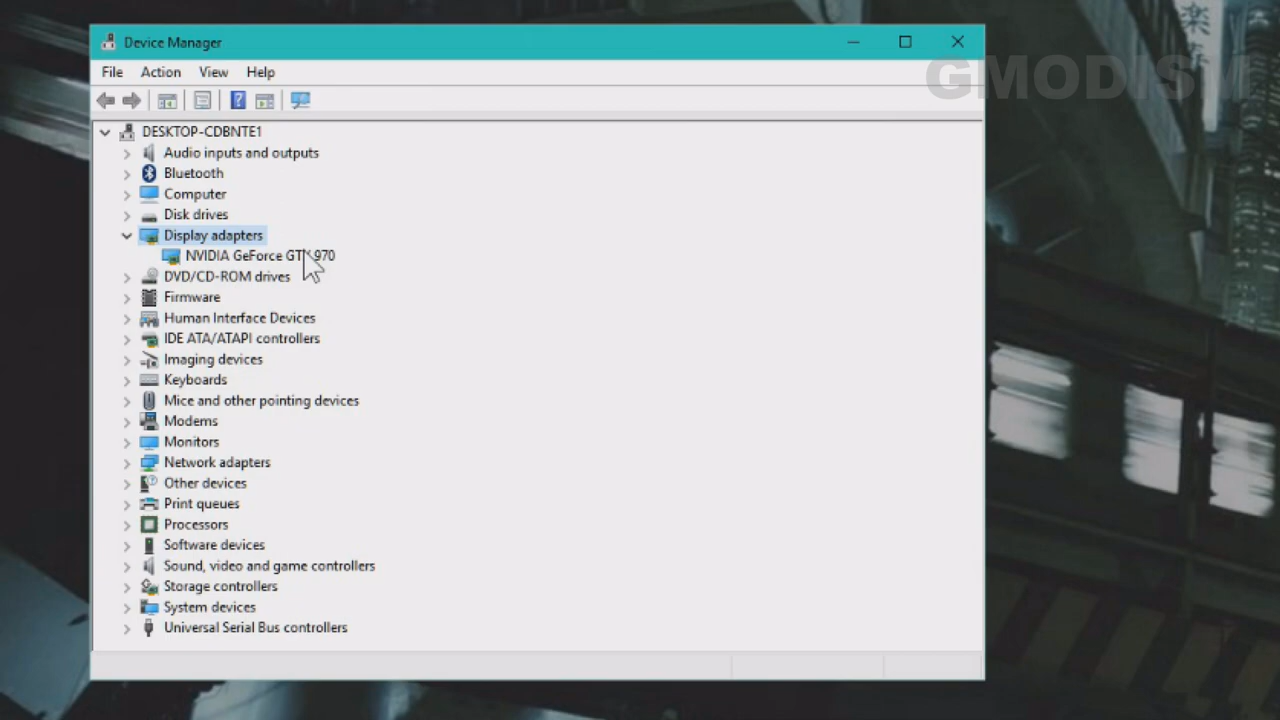 Device Manager
GMODISM
File Action View Help
DESKTOP-CDBNTE1
Audio inputs and outputs
Bluetooth
Computer
Disk drives
Display adapters
NVIDIA GeForce GTX 970
DVD/CD-ROM drives
Firmware
Human Interface Devices
IDE ATA/ATAPI controllers
Imaging devices
Keyboards
Mice and other pointing devices
Modems
Monitors
Network adapters
Other devices
Print queues
Processors
Software devices
Sound, video and game controllers
Storage controllers
System devices
Universal Serial Bus controllers